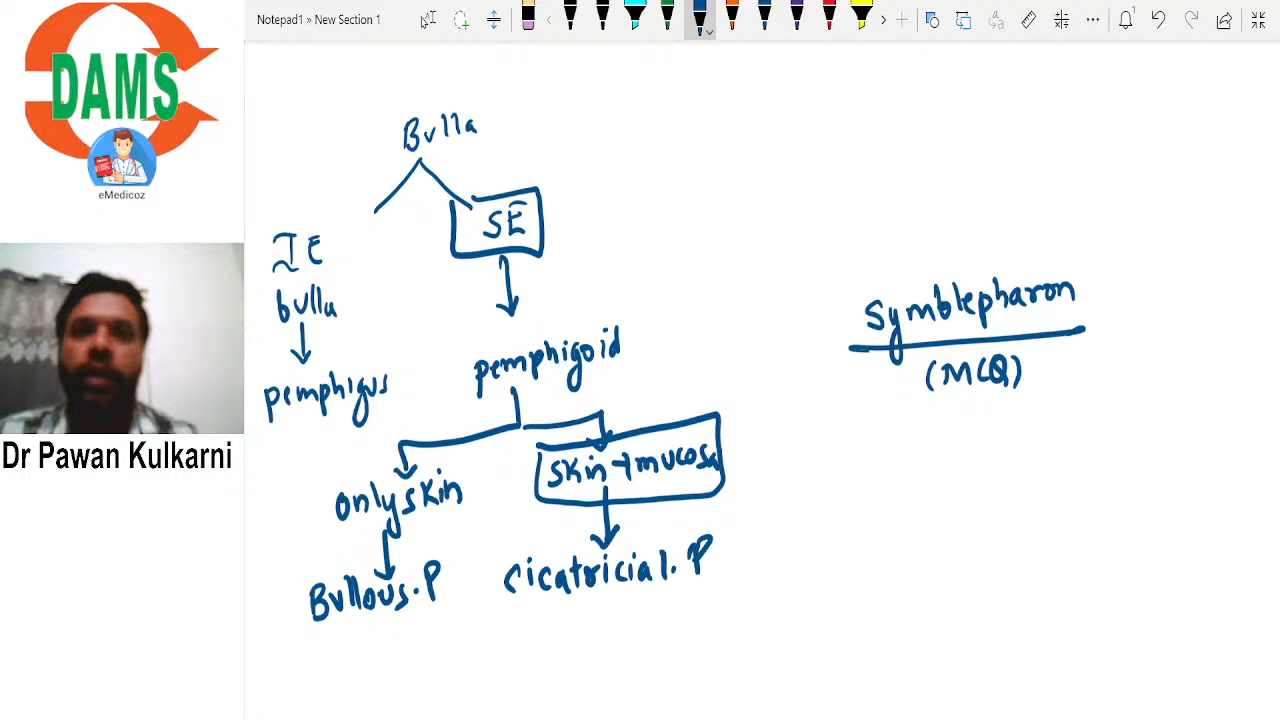 Notepad1 » New Section 1
DAMS
eMedicoz
Dr Pawan Kulkarni
Bulla
IE
bulla
SE
pemphigus
pemphigoid
only skin
skin + mucosa
Bullous.P
Cicatricial.P
Symblepharon
(MCQ)